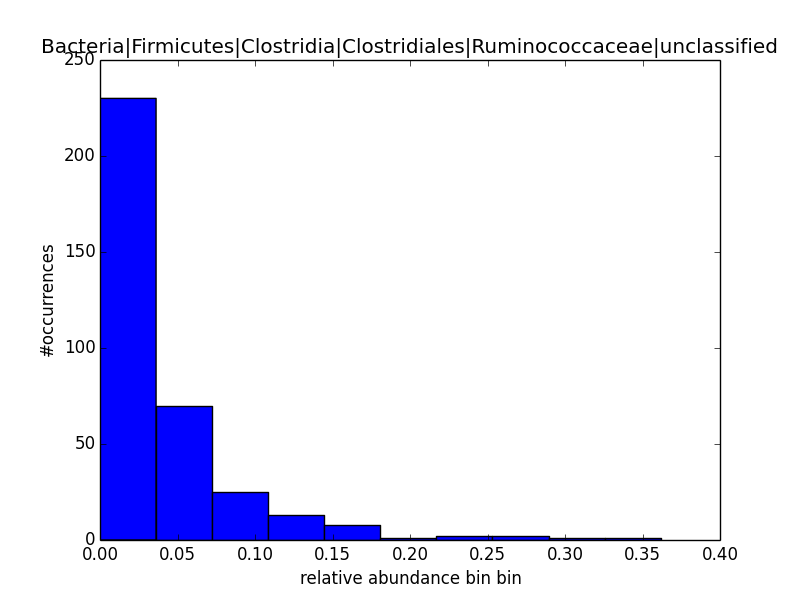 Bacteria|Firmicutes|Clostridia|Clostridiales|Ruminococcaceae|unclassified
250
200
150
100
50
0
#occurrences
0.00 0.05 0.10 0.15 0.20 0.25 0.30 0.35 0.40
relative abundance bin bin